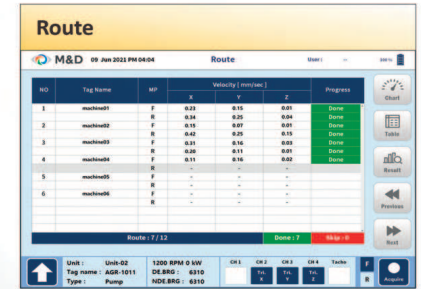 Route
M&D 09 Jun 2021 PM 04:04 Route User : - 100 %
NO Tag Name MP Velocity [ mm/sec ] Progress
X Y Z
1 machine01 F 0.23 0.15 0.01 Done
R 0.34 0.25 0.04 Done
2 machine02 F 0.15 0.07 0.01 Done
R 0.42 0.25 0.15 Done
3 machine03 F 0.31 0.16 0.03 Done
R 0.20 0.11 0.01 Done
4 machine04 F 0.11 0.16 0.02 Done
R - - -
5 machine05 F - - -
R - - -
6 machine06 F - - -
R - - -
Route : 7 / 12 Done : 7 Skip : 0
Chart
Table
Result
Previous
Next
Unit : Unit-02 1200 RPM 0 kW CH 1 CH 2 CH 3 CH 4 Tacho F
Tag name : AGR-1011 DE.BRG : 6310 Tri. X Tri. Y Tri. Z
Type : Pump NDE.BRG : 6310 R Acquire